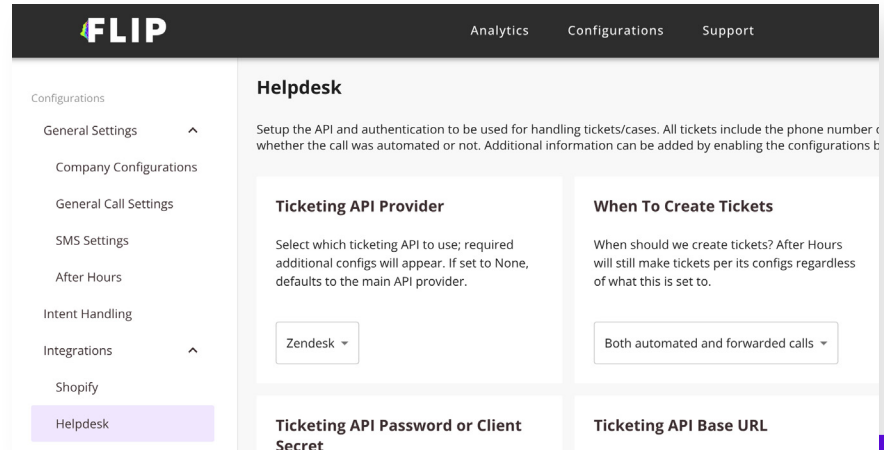 FLIP
Analytics
Configurations
Support
Configurations
General Settings
Company Configurations
General Call Settings
SMS Settings
After Hours
Intent Handling
Integrations
Shopify
Helpdesk
Helpdesk
Setup the API and authentication to be used for handling tickets/cases. All tickets include the phone number
whether the call was automated or not. Additional information can be added by enabling the configurations
Ticketing API Provider
Select which ticketing API to use; required
additional configs will appear. If set to None,
defaults to the main API provider.
Zendesk
When To Create Tickets
When should we create tickets? After Hours
will still make tickets per its configs regardless
of what this is set to.
Both automated and forwarded calls
Ticketing API Password or Client
Secret
Ticketing API Base URL